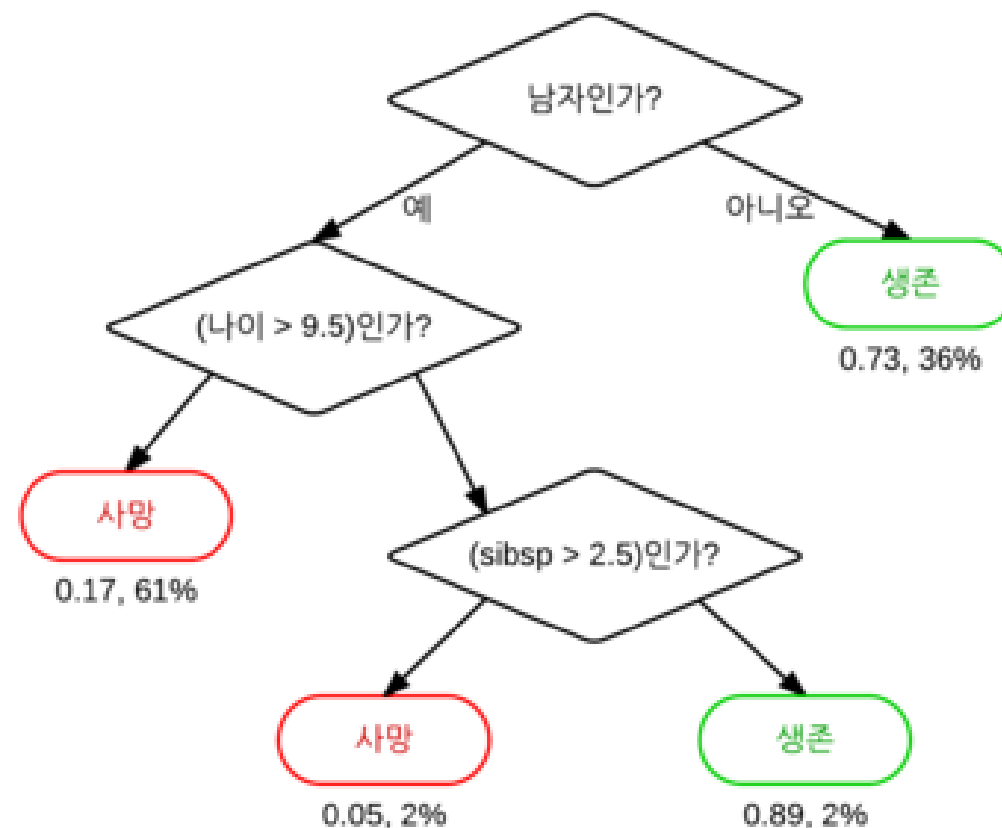 남자인가?
예
아니오
생존
0.73, 36%
(나이 > 9.5)인가?
사망
0.17, 61%
(sibsp > 2.5)인가?
사망
0.05, 2%
생존
0.89, 2%